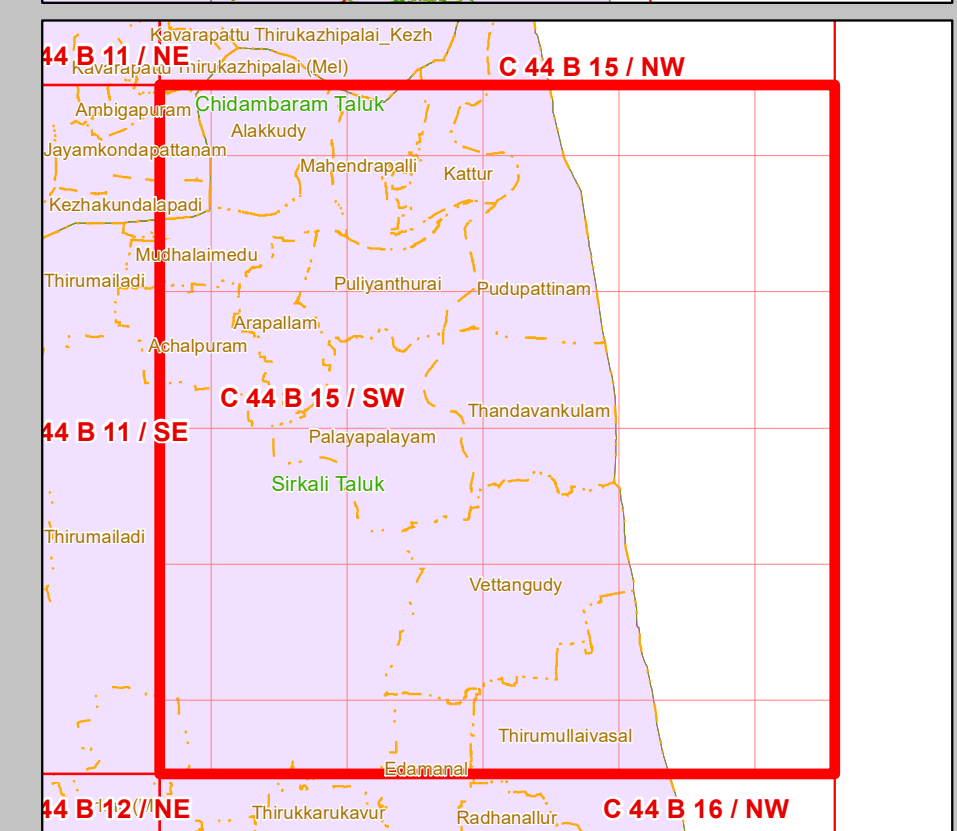 Kavarapattu Thirukazhipalai_Kezh
44 B 11 / NE
Kavarapattu Thirukazhipalai (Mel)
C 44 B 15 / NW
Chidambaram Taluk
Ambigapuram
Alakkudy
Jayamkondapattanam
Mahendrapalli
Kattur
Kezhakundalapadi
Mudhalaimedu
Thirumailadi
Puliyanthurai
Pudupattinam
Arapallam
Achalpuram
C 44 B 15 / SW
Thandavankulam
44 B 11 / SE
Palayapalayam
Sirkali Taluk
Thirumailadi
Vettangudy
Thirumullaivasal
Edamanal
44 B 12 / NE
Thirukkarukavur
C 44 B 16 / NW
Radhanallur